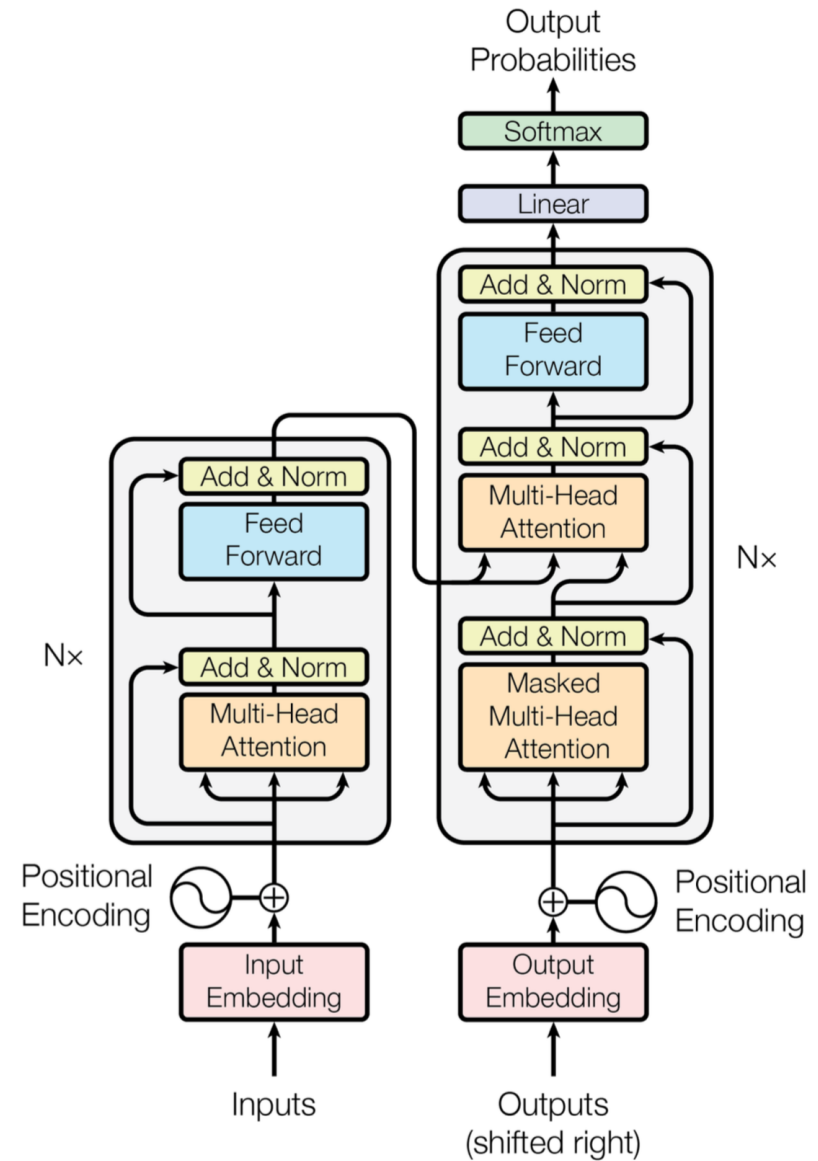 Output
Probabilities
Softmax
Linear
Add & Norm
Feed
Forward
Add & Norm
Multi-Head
Attention
Add & Norm
Masked
Multi-Head
Attention
N×
Add & Norm
Feed
Forward
Add & Norm
Multi-Head
Attention
N×
Positional
Encoding
Positional
Encoding
Input
Embedding
Output
Embedding
Inputs
Outputs
(shifted right)